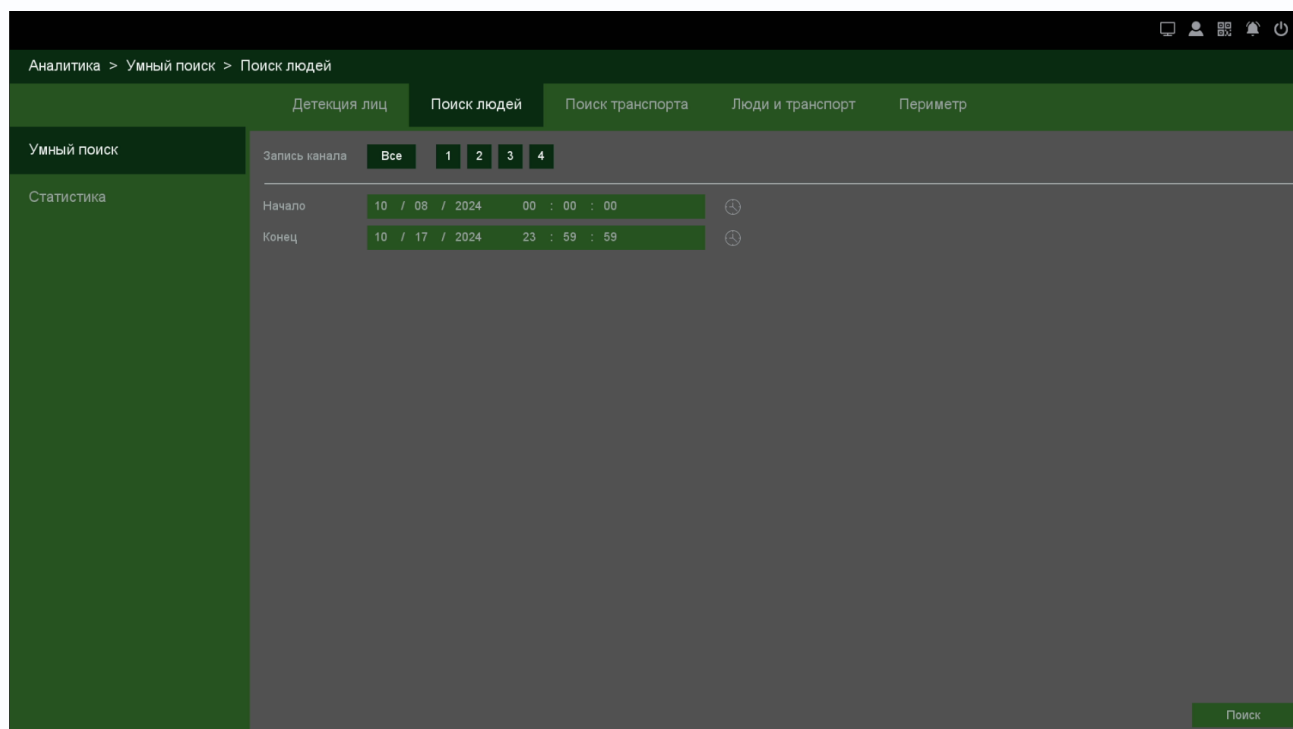 Аналитика > Умный поиск > Поиск людей
Детекция лиц Поиск людей Поиск транспорта Люди и транспорт Периметр
Умный поиск
Статистика
Запись канала Все 1 2 3 4
Начало 10 / 08 / 2024 00 : 00 : 00
Конец 10 / 17 / 2024 23 : 59 : 59
Поиск